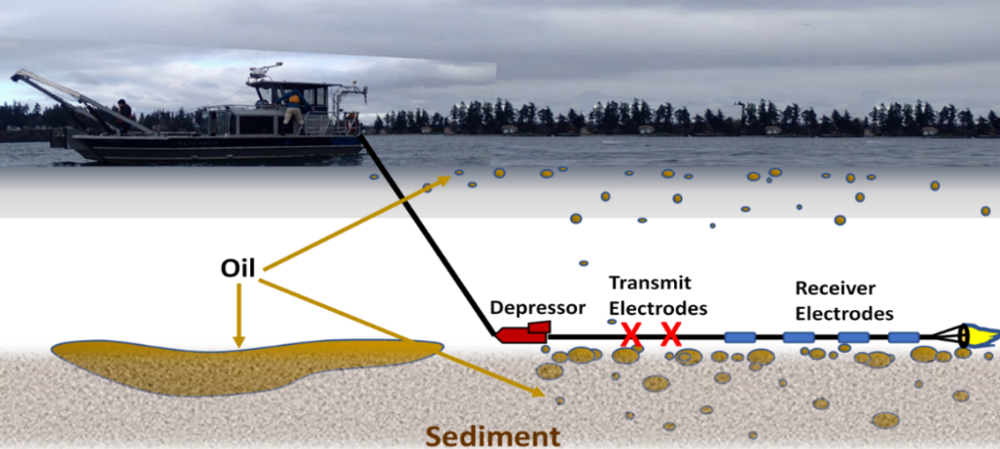 Oil
Depressor
Transmit
Electrodes
Receiver
Electrodes
Sediment